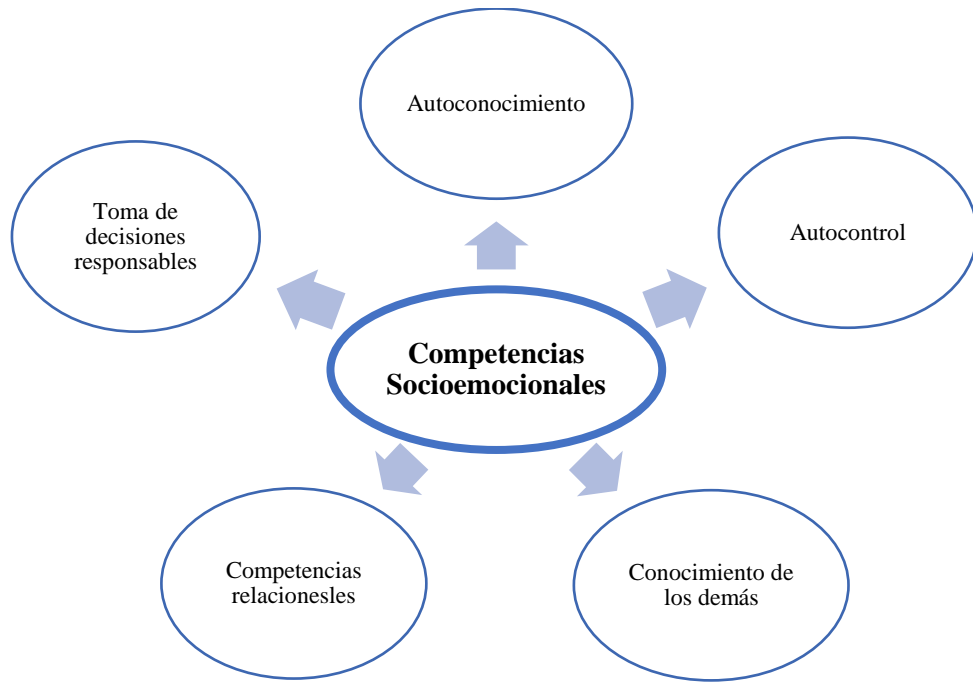 Autoconocimiento
Toma de
decisiones
responsables
Autocontrol
Competencias
Socioemocionales
Competencias
relacionesles
Conocimiento de
los demás